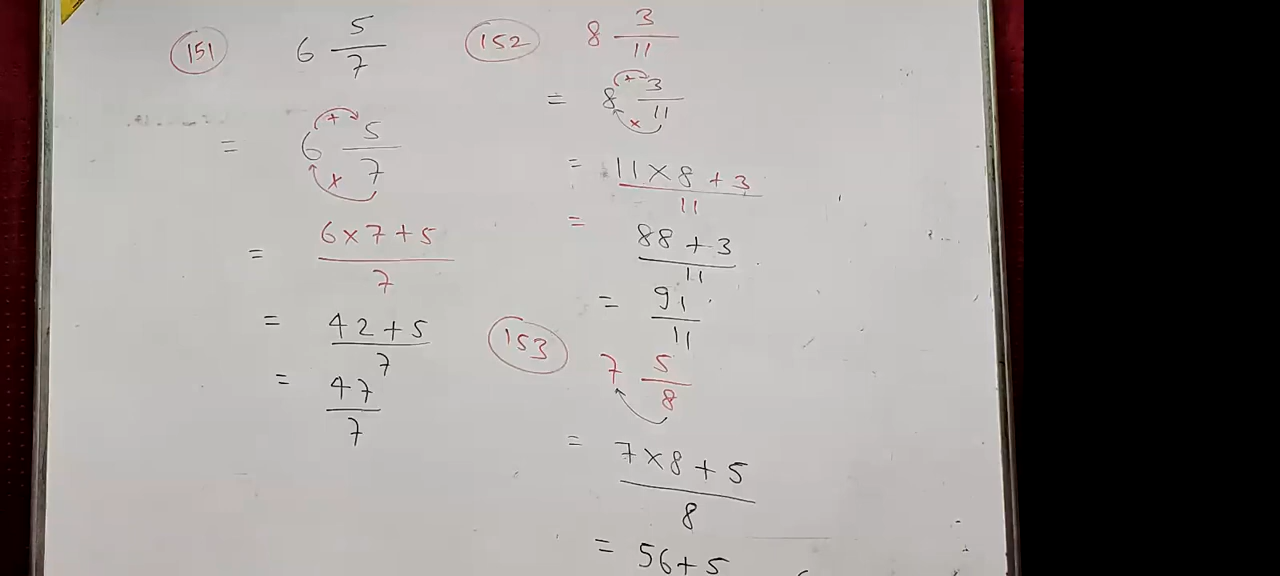 151 6 5/7
= 6 5/7 + ×
= 6×7+5/7
= 42+5/7
= 47/7
152 8 3/11
= 8 3/11 + ×
= 11×8+3/11
= 88+3/11
= 91/11
153 7 5/8
= 7×8+5/8
= 56+5